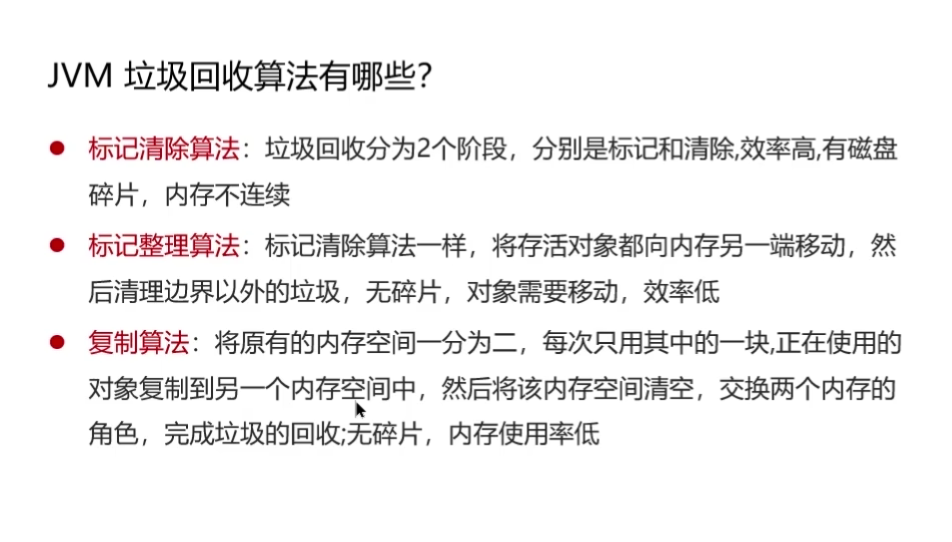 JVM 垃圾回收算法有哪些？
● 标记清除算法：垃圾回收分为2个阶段，分别是标记和清除,效率高,有磁盘
碎片，内存不连续
● 标记整理算法：标记清除算法一样，将存活对象都向内存另一端移动，然
后清理边界以外的垃圾，无碎片，对象需要移动，效率低
● 复制算法：将原有的内存空间一分为二，每次只用其中的一块,正在使用的
对象复制到另一个内存空间中，然后将该内存空间清空，交换两个内存的
角色，完成垃圾的回收;无碎片，内存使用率低